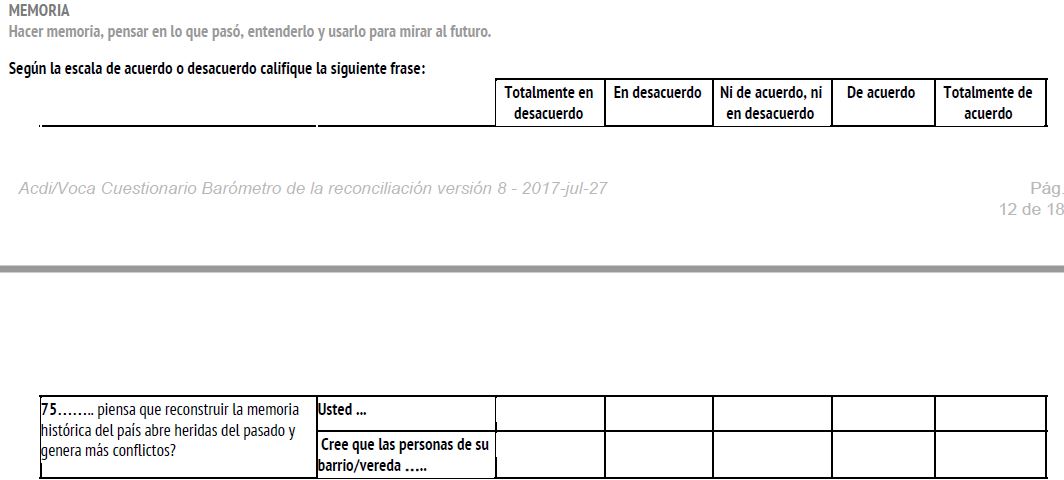 MEMORIA
Hacer memoria, pensar en lo que pasó, entenderlo y usarlo para mirar al futuro.
Según la escala de acuerdo o desacuerdo califique la siguiente frase:
Totalmente en desacuerdo
En desacuerdo
Ni de acuerdo, ni en desacuerdo
De acuerdo
Totalmente de acuerdo
Acdi/Voca Cuestionario Barómetro de la reconciliación versión 8 - 2017-jul-27
Pág.
12 de 18
75…….. piensa que reconstruir la memoria
histórica del país abre heridas del pasado y
genera más conflictos?
Usted ...
Cree que las personas de su
barrio/vereda …..